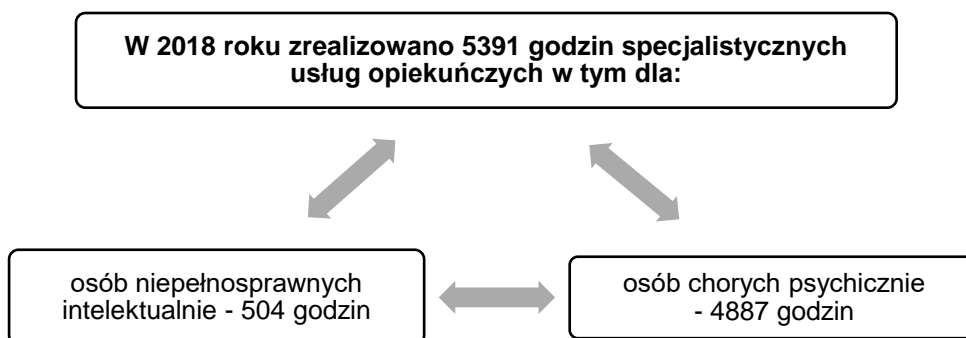 W 2018 roku zrealizowano 5391 godzin specjalistycznych
usług opiekuńczych w tym dla:
osób niepełnosprawnych
intelektualnie - 504 godzin
osób chorych psychicznie
- 4887 godzin